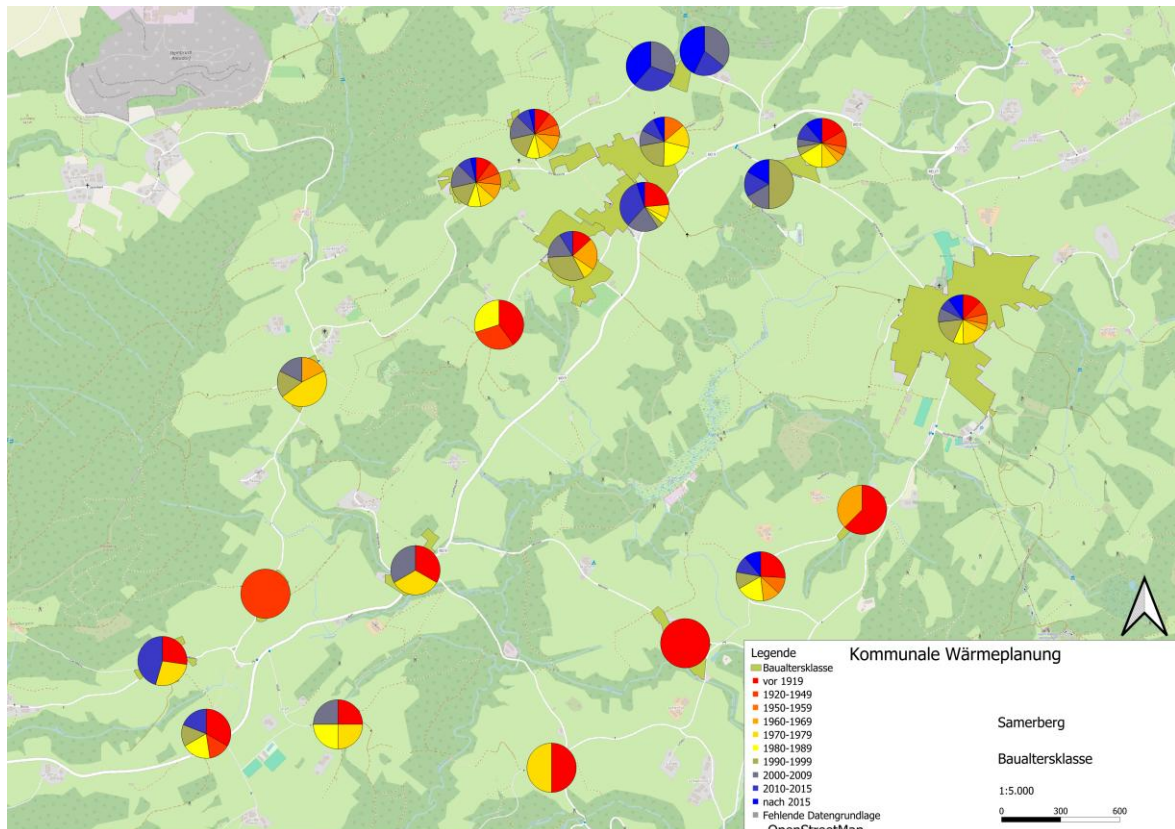 Legende
Kommunale Wärmeplanung
Baualtersklasse
vor 1919
1920-1949
1950-1959
1960-1969
1970-1979
1980-1989
1990-1999
2000-2009
2010-2015
nach 2015
Fehlende Datengrundlage
OpenStreetMap
Samerberg
Baualtersklasse
1:5.000
0 300 600